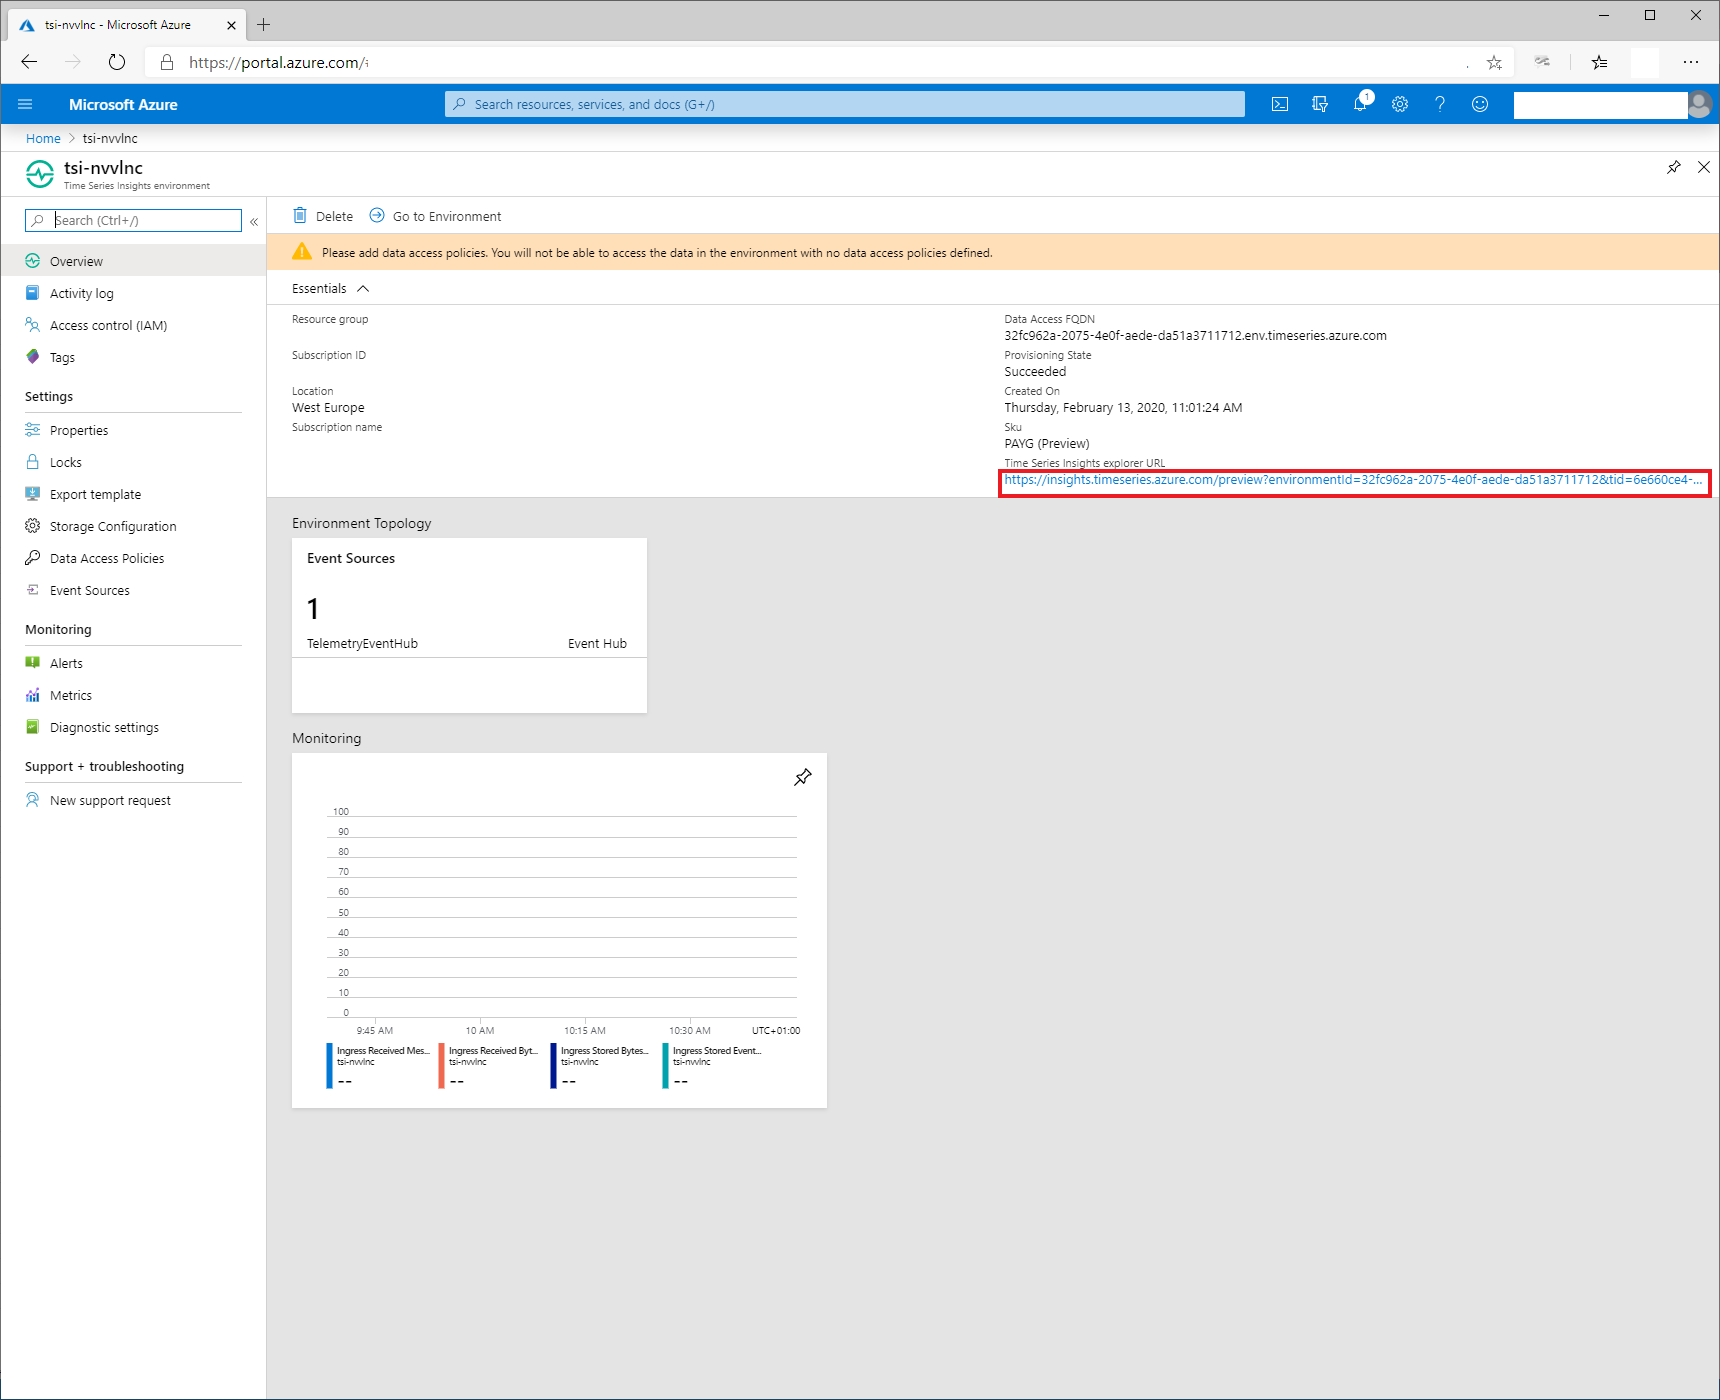 tsi-nvvlnc - Microsoft Azure
https://portal.azure.com/
Microsoft Azure
Search resources, services, and docs (G+/)
1
Home > tsi-nvvlnc
tsi-nvvlnc
Time Series Insights environment
Search (Ctrl+/)
«
Overview
Activity log
Access control (IAM)
Tags
Settings
Properties
Locks
Export template
Storage Configuration
Data Access Policies
Event Sources
Monitoring
Alerts
Metrics
Diagnostic settings
Support + troubleshooting
New support request
Delete
Go to Environment
Please add data access policies. You will not be able to access the data in the environment with no data access policies defined.
Essentials
Resource group
Subscription ID
Location
West Europe
Subscription name
Data Access FQDN
32fc962a-2075-4e0f-aede-da51a3711712.env.timeseries.azure.com
Provisioning State
Succeeded
Created On
Thursday, February 13, 2020, 11:01:24 AM
Sku
PAYG (Preview)
Time Series Insights explorer URL
https://insights.timeseries.azure.com/preview?environmentId=32fc962a-2075-4e0f-aede-da51a3711712&tid=6e660ce4-...
Environment Topology
Event Sources
1
TelemetryEventHub Event Hub
Monitoring
100
90
80
70
60
50
40
30
20
10
0
9:45 AM 10 AM 10:15 AM 10:30 AM UTC+01:00
Ingress Received Mes...
tsi-nvvlnc
--
Ingress Received Byt...
tsi-nvvlnc
--
Ingress Stored Bytes...
tsi-nvvlnc
--
Ingress Stored Event...
tsi-nvvlnc
--